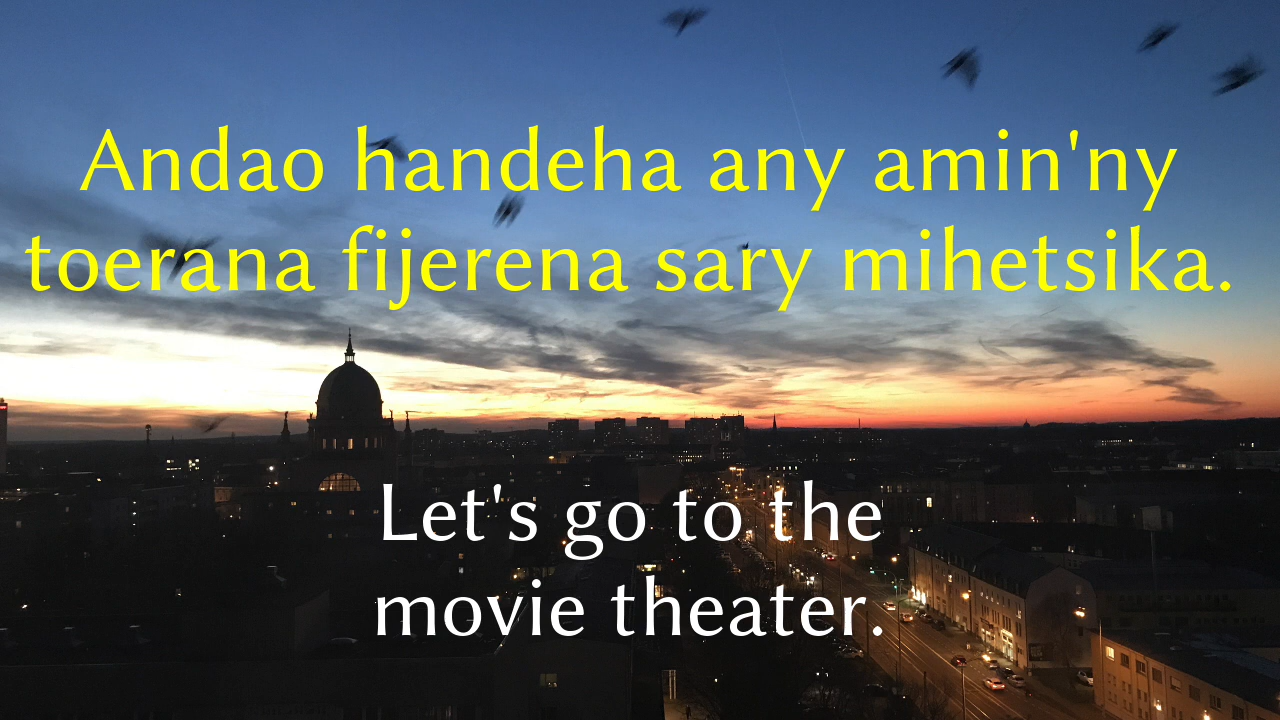 Andao handeha any amin'ny
toerana fijerena sary mihetsika.
Let's go to the
movie theater.